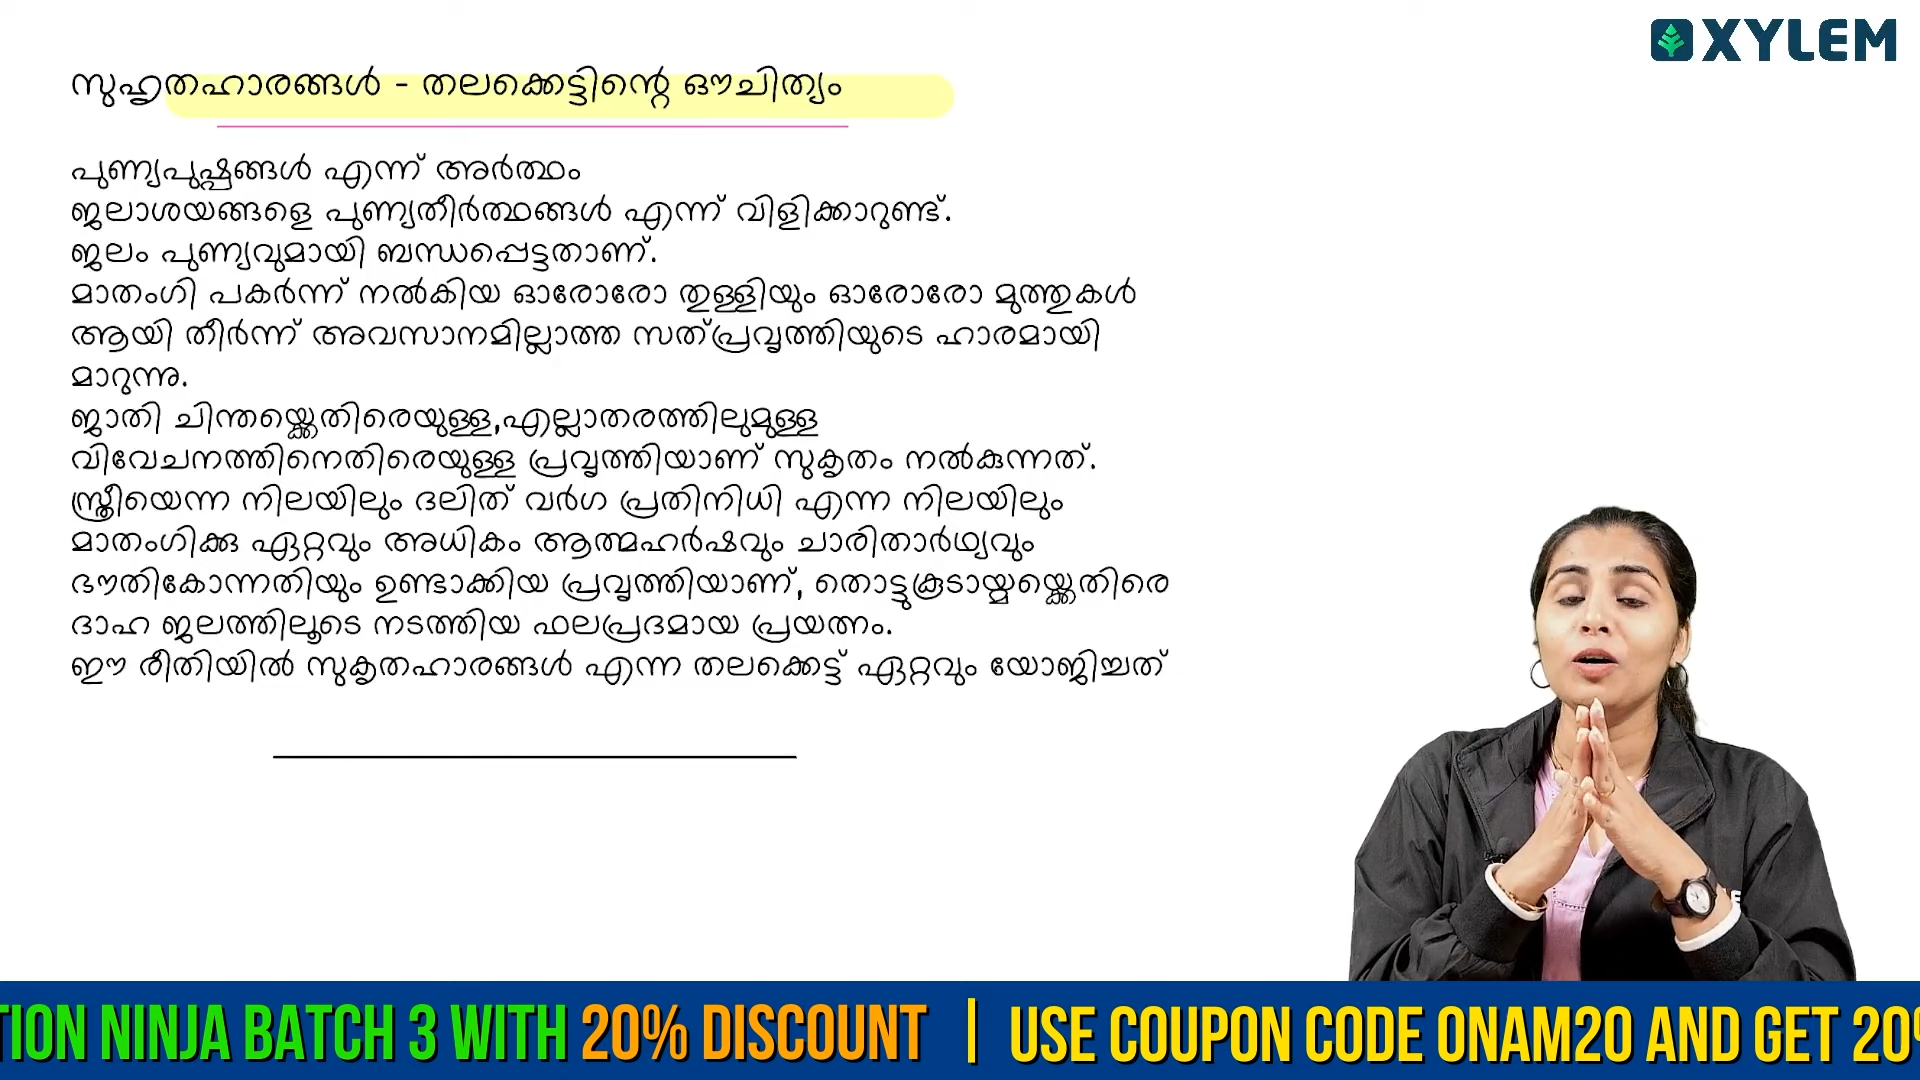 XYLEM
സുഹൃതഹാരങ്ങൾ - തലക്കെട്ടിന്റെ ഔചിത്യം
പുണ്യപുഷ്പങ്ങൾ എന്ന് അർത്ഥം
ജലാശയങ്ങളെ പുണ്യതീർത്ഥങ്ങൾ എന്ന് വിളിക്കാറുണ്ട്.
ജലം പുണ്യവുമായി ബന്ധപ്പെട്ടതാണ്.
മാതംഗി പകർന്ന് നൽകിയ ഓരോരോ തുള്ളിയും ഓരോരോ മുത്തുകൾ
ആയി തീർന്ന് അവസാനമില്ലാത്ത സത്പ്രവൃത്തിയുടെ ഹാരമായി
മാറുന്നു.
ജാതി ചിന്തയ്ക്കെതിരെയുള്ള,എല്ലാതരത്തിലുമുള്ള
വിവേചനത്തിനെതിരെയുള്ള പ്രവൃത്തിയാണ് സുകൃതം നൽകുന്നത്.
സ്ത്രീയെന്ന നിലയിലും ദലിത് വർഗ പ്രതിനിധി എന്ന നിലയിലും
മാതംഗിക്കു ഏറ്റവും അധികം ആത്മഹർഷവും ചാരിതാർഥ്യവും
ഭൗതികോന്നതിയും ഉണ്ടാക്കിയ പ്രവൃത്തിയാണ്, തൊട്ടുകൂടായ്മയ്ക്കെതിരെ
ദാഹ ജലത്തിലൂടെ നടത്തിയ ഫലപ്രദമായ പ്രയത്നം.
ഈ രീതിയിൽ സുകൃതഹാരങ്ങൾ എന്ന തലക്കെട്ട് ഏറ്റവും യോജിച്ചത്
TION NINJA BATCH 3 WITH 20% DISCOUNT | USE COUPON CODE ONAM20 AND GET 20%